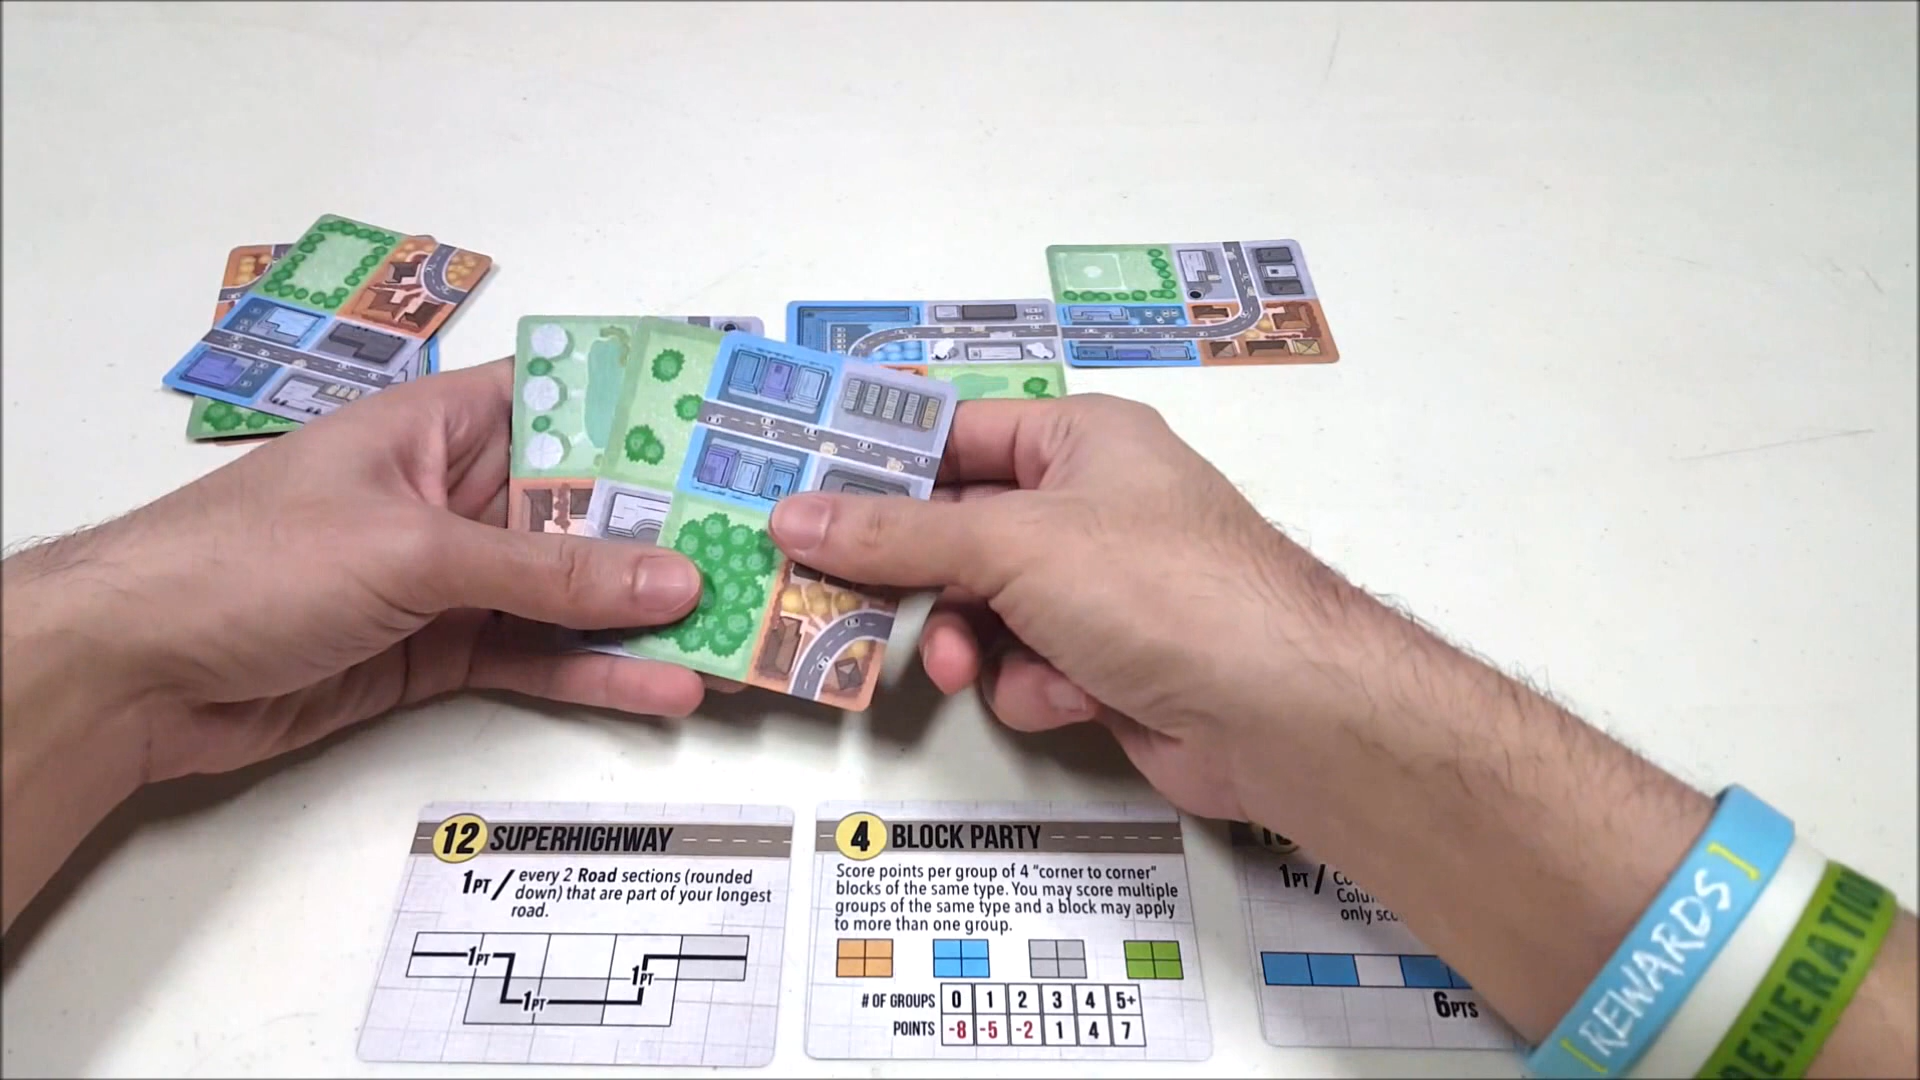 12 SUPERHIGHWAY
1PT / every 2 Road sections (rounded
down) that are part of your longest
road.
1PT
1PT
1PT
4 BLOCK PARTY
Score points per group of 4 "corner to corner"
blocks of the same type. You may score multiple
groups of the same type and a block may apply
to more than one group.
# OF GROUPS 0 1 2 3 4 5+
POINTS -8 -5 -2 1 4 7
1PT /
only
6PTS
[REWARDS]